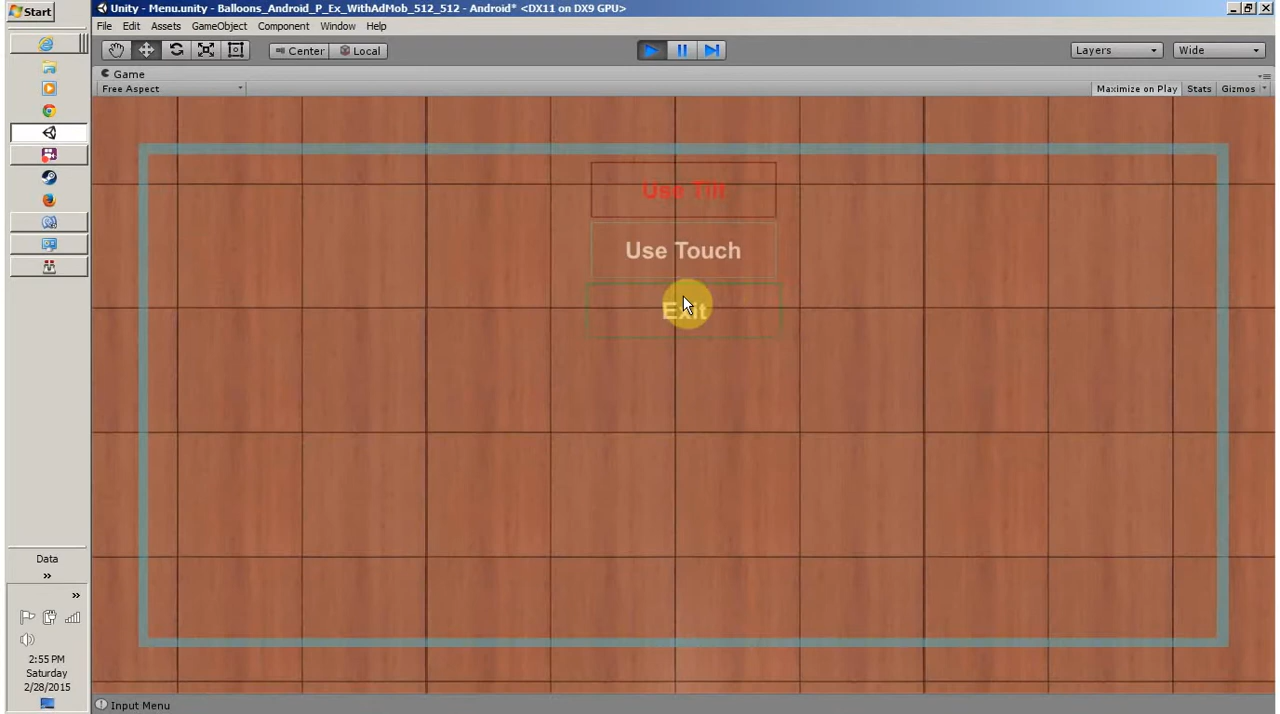 Start
Unity - Menu.unity - Balloons_Android_P_Ex_WithAdMob_512_512 - Android* <DX11 on DX9 GPU>
File Edit Assets GameObject Component Window Help
Center Local Layers Wide
Game
Free Aspect Maximize on Play Stats Gizmos
Use Tilt
Use Touch
Exit
Data
»
»
2:55 PM
Saturday
2/28/2015
Input Menu